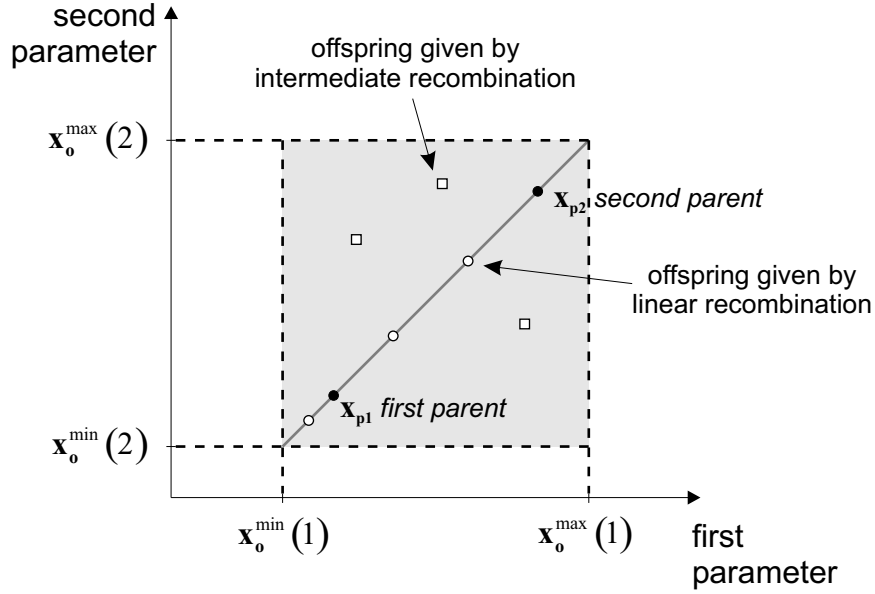 second
parameter
offspring given by
intermediate recombination
x_o^max (2)
x_p2 second parent
offspring given by
linear recombination
x_p1 first parent
x_o^min (2)
x_o^min (1)
x_o^max (1)
first
parameter